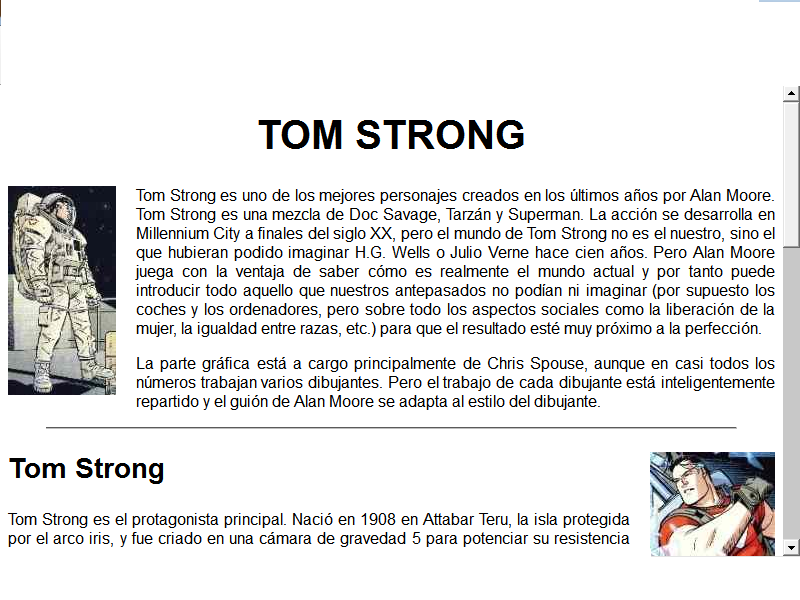 TOM STRONG
Tom Strong es uno de los mejores personajes creados en los últimos años por Alan Moore.
Tom Strong es una mezcla de Doc Savage, Tarzán y Superman. La acción se desarrolla en
Millennium City a finales del siglo XX, pero el mundo de Tom Strong no es el nuestro, sino el
que hubieran podido imaginar H.G. Wells o Julio Verne hace cien años. Pero Alan Moore
juega con la ventaja de saber cómo es realmente el mundo actual y por tanto puede
introducir todo aquello que nuestros antepasados no podían ni imaginar (por supuesto los
coches y los ordenadores, pero sobre todo los aspectos sociales como la liberación de la
mujer, la igualdad entre razas, etc.) para que el resultado esté muy próximo a la perfección.
La parte gráfica está a cargo principalmente de Chris Spouse, aunque en casi todos los
números trabajan varios dibujantes. Pero el trabajo de cada dibujante está inteligentemente
repartido y el guión de Alan Moore se adapta al estilo del dibujante.
Tom Strong
Tom Strong es el protagonista principal. Nació en 1908 en Attabar Teru, la isla protegida
por el arco iris, y fue criado en una cámara de gravedad 5 para potenciar su resistencia